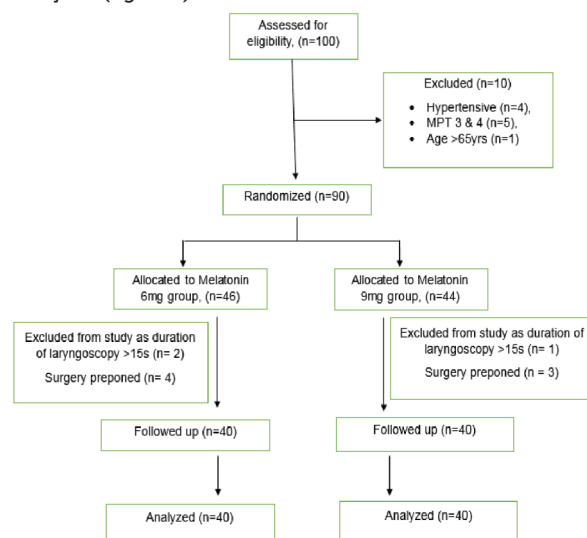 Assessed for
eligibility, (n=100)
Excluded (n=10)
• Hypertensive (n=4),
• MPT 3 & 4 (n=5),
• Age >65yrs (n=1)
Randomized (n=90)
Allocated to Melatonin
6mg group, (n=46)
Allocated to Melatonin
9mg group, (n=44)
Excluded from study as duration
of laryngoscopy >15s (n= 2)
Surgery preponed (n= 4)
Excluded from study as duration of
laryngoscopy >15s (n= 1)
Surgery preponed (n = 3)
Followed up (n=40)
Followed up (n=40)
Analyzed (n=40)
Analyzed (n=40)